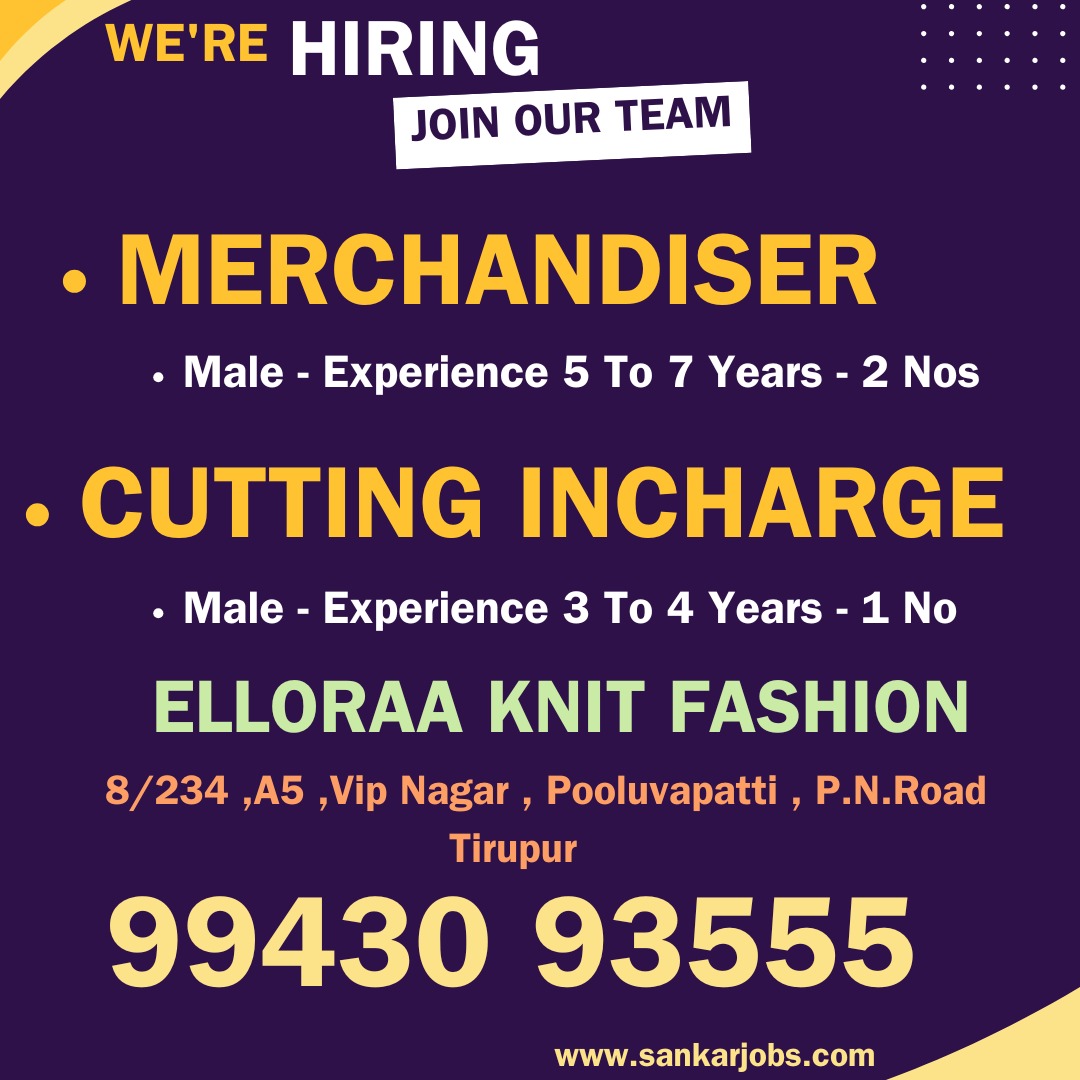 WE'RE HIRING
JOIN OUR TEAM
• MERCHANDISER
• Male - Experience 5 To 7 Years - 2 Nos
• CUTTING INCHARGE
• Male - Experience 3 To 4 Years - 1 No
ELLORAA KNIT FASHION
8/234 ,A5 ,Vip Nagar , Pooluvapatti , P.N.Road
Tirupur
99430 93555
www.sankarjobs.com